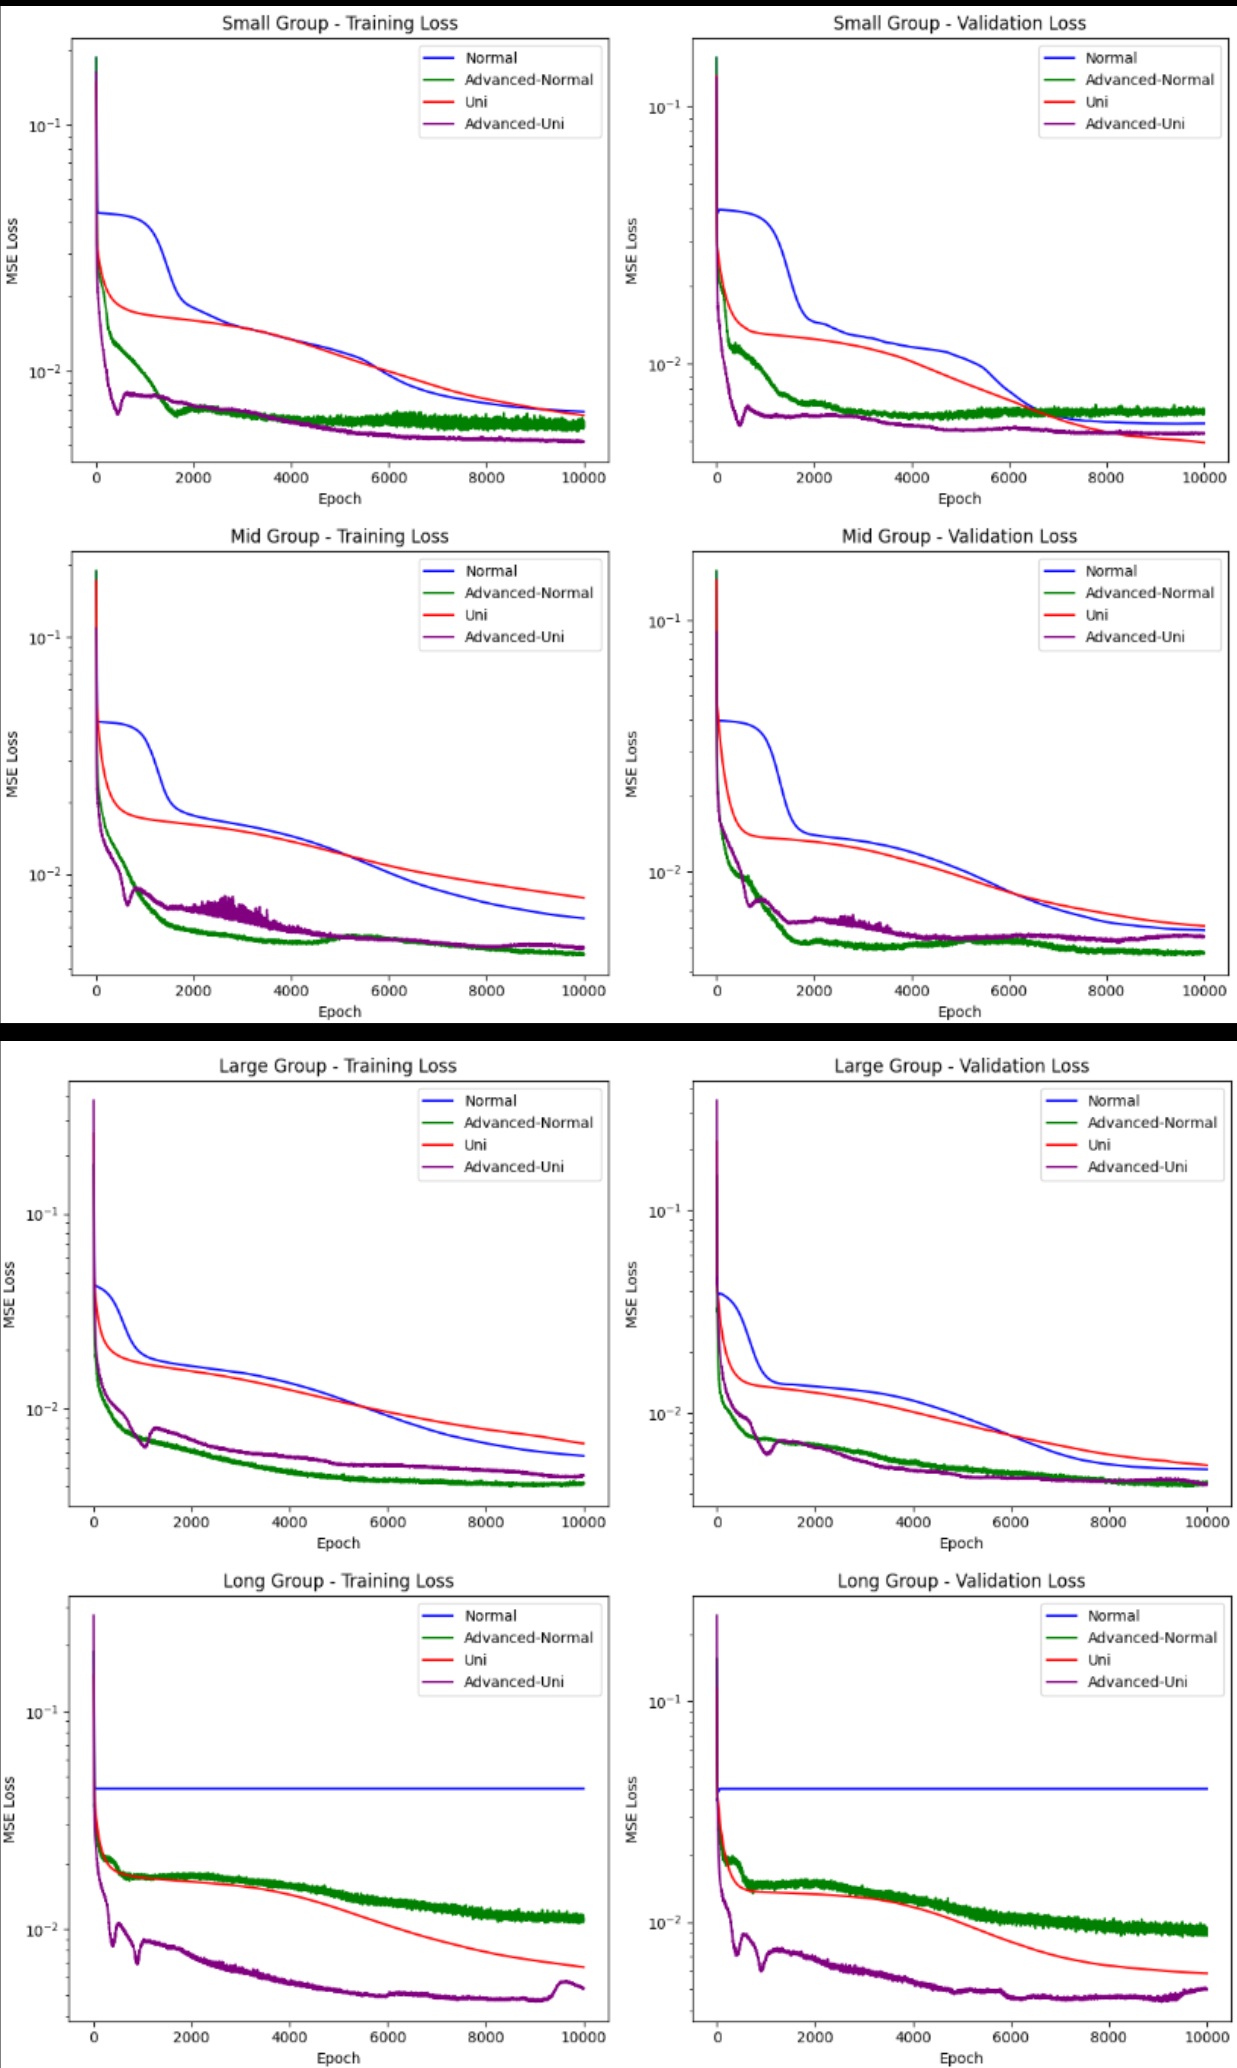 Small Group - Training Loss
Normal
Advanced-Normal
Uni
Advanced-Uni
10⁻¹
10⁻²
MSE Loss
0 2000 4000 6000 8000 10000
Epoch
Small Group - Validation Loss
Normal
Advanced-Normal
Uni
Advanced-Uni
10⁻¹
10⁻²
MSE Loss
0 2000 4000 6000 8000 10000
Epoch
Mid Group - Training Loss
Normal
Advanced-Normal
Uni
Advanced-Uni
10⁻¹
10⁻²
MSE Loss
0 2000 4000 6000 8000 10000
Epoch
Mid Group - Validation Loss
Normal
Advanced-Normal
Uni
Advanced-Uni
10⁻¹
10⁻²
MSE Loss
0 2000 4000 6000 8000 10000
Epoch
Large Group - Training Loss
Normal
Advanced-Normal
Uni
Advanced-Uni
10⁻¹
10⁻²
MSE Loss
0 2000 4000 6000 8000 10000
Epoch
Large Group - Validation Loss
Normal
Advanced-Normal
Uni
Advanced-Uni
10⁻¹
10⁻²
MSE Loss
0 2000 4000 6000 8000 10000
Epoch
Long Group - Training Loss
Normal
Advanced-Normal
Uni
Advanced-Uni
10⁻¹
10⁻²
MSE Loss
0 2000 4000 6000 8000 10000
Epoch
Long Group - Validation Loss
Normal
Advanced-Normal
Uni
Advanced-Uni
10⁻¹
10⁻²
MSE Loss
0 2000 4000 6000 8000 10000
Epoch